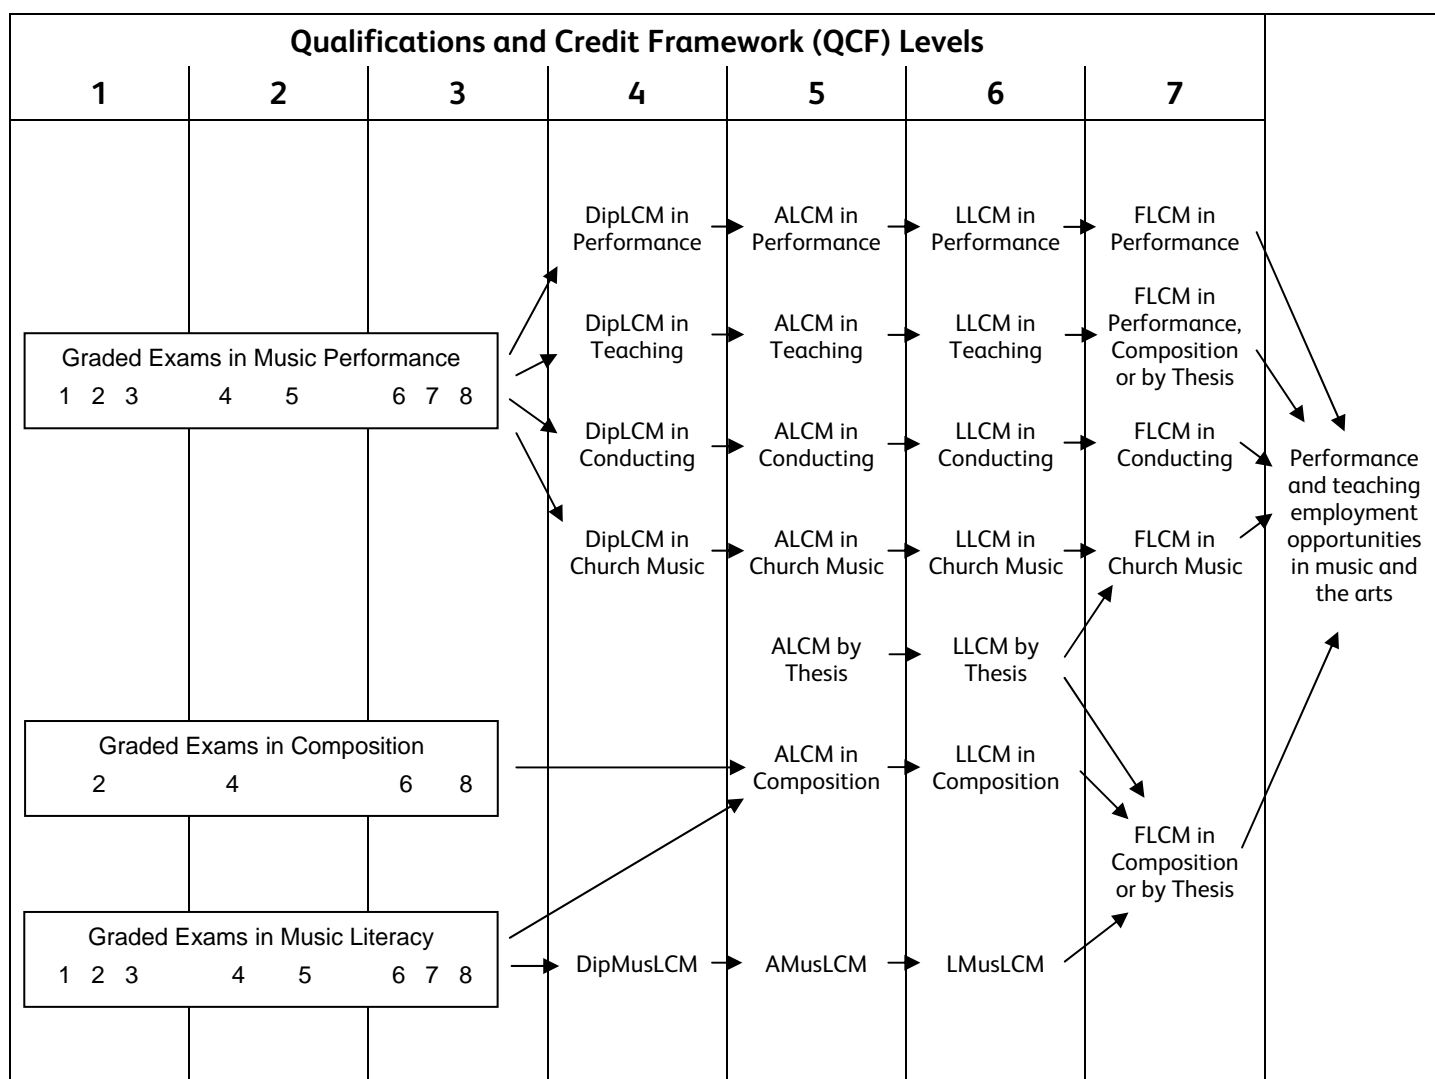 Qualifications and Credit Framework (QCF) Levels
1 2 3 4 5 6 7
DipLCM in
Performance
ALCM in
Performance
LLCM in
Performance
FLCM in
Performance
Graded Exams in Music Performance
1 2 3 4 5 6 7 8
DipLCM in
Teaching
ALCM in
Teaching
LLCM in
Teaching
FLCM in
Performance,
Composition
or by Thesis
DipLCM in
Conducting
ALCM in
Conducting
LLCM in
Conducting
FLCM in
Conducting
DipLCM in
Church Music
ALCM in
Church Music
LLCM in
Church Music
FLCM in
Church Music
Performance
and teaching
employment
opportunities
in music and
the arts
ALCM by
Thesis
LLCM by
Thesis
Graded Exams in Composition
2 4 6 8
ALCM in
Composition
LLCM in
Composition
FLCM in
Composition
or by Thesis
Graded Exams in Music Literacy
1 2 3 4 5 6 7 8
DipMusLCM
AMusLCM
LMusLCM